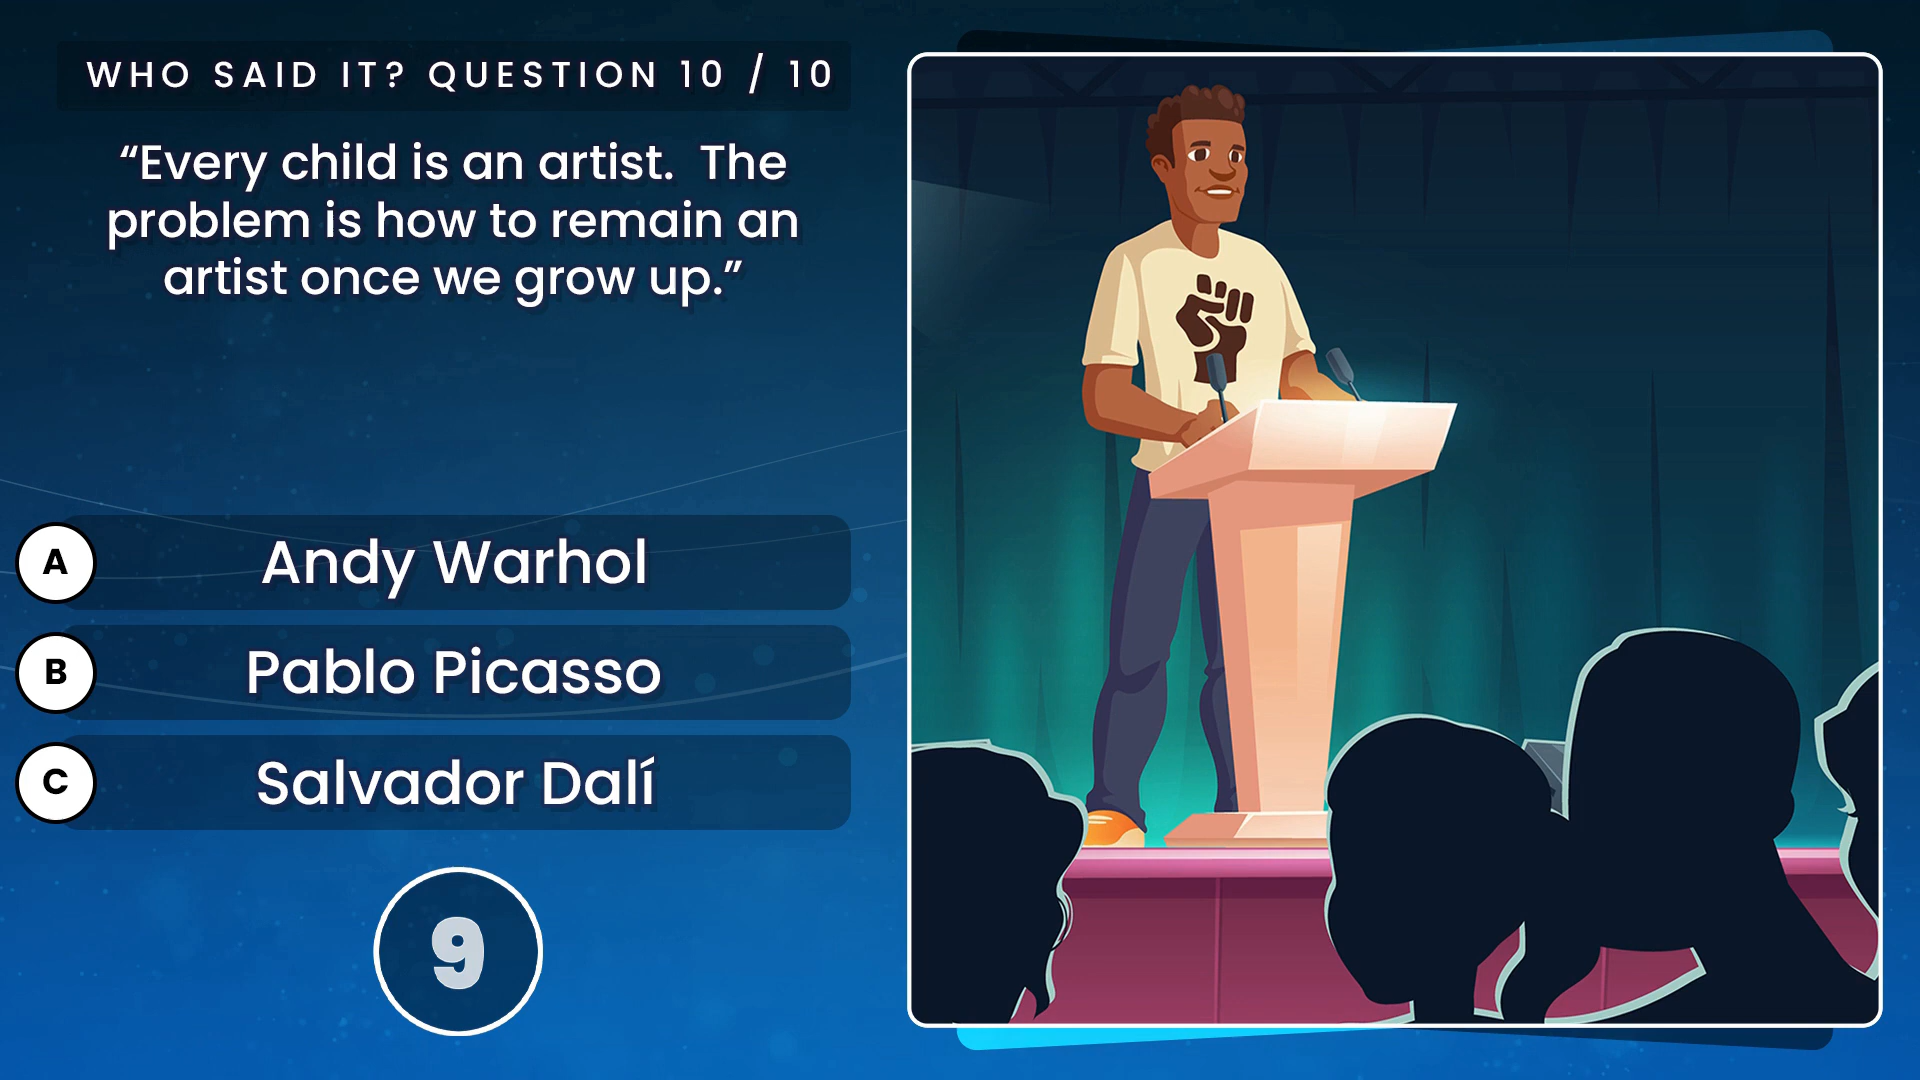 WHO SAID IT? QUESTION 10 / 10
“Every child is an artist.  The
problem is how to remain an
artist once we grow up.”
A Andy Warhol
B Pablo Picasso
C Salvador Dalí
9